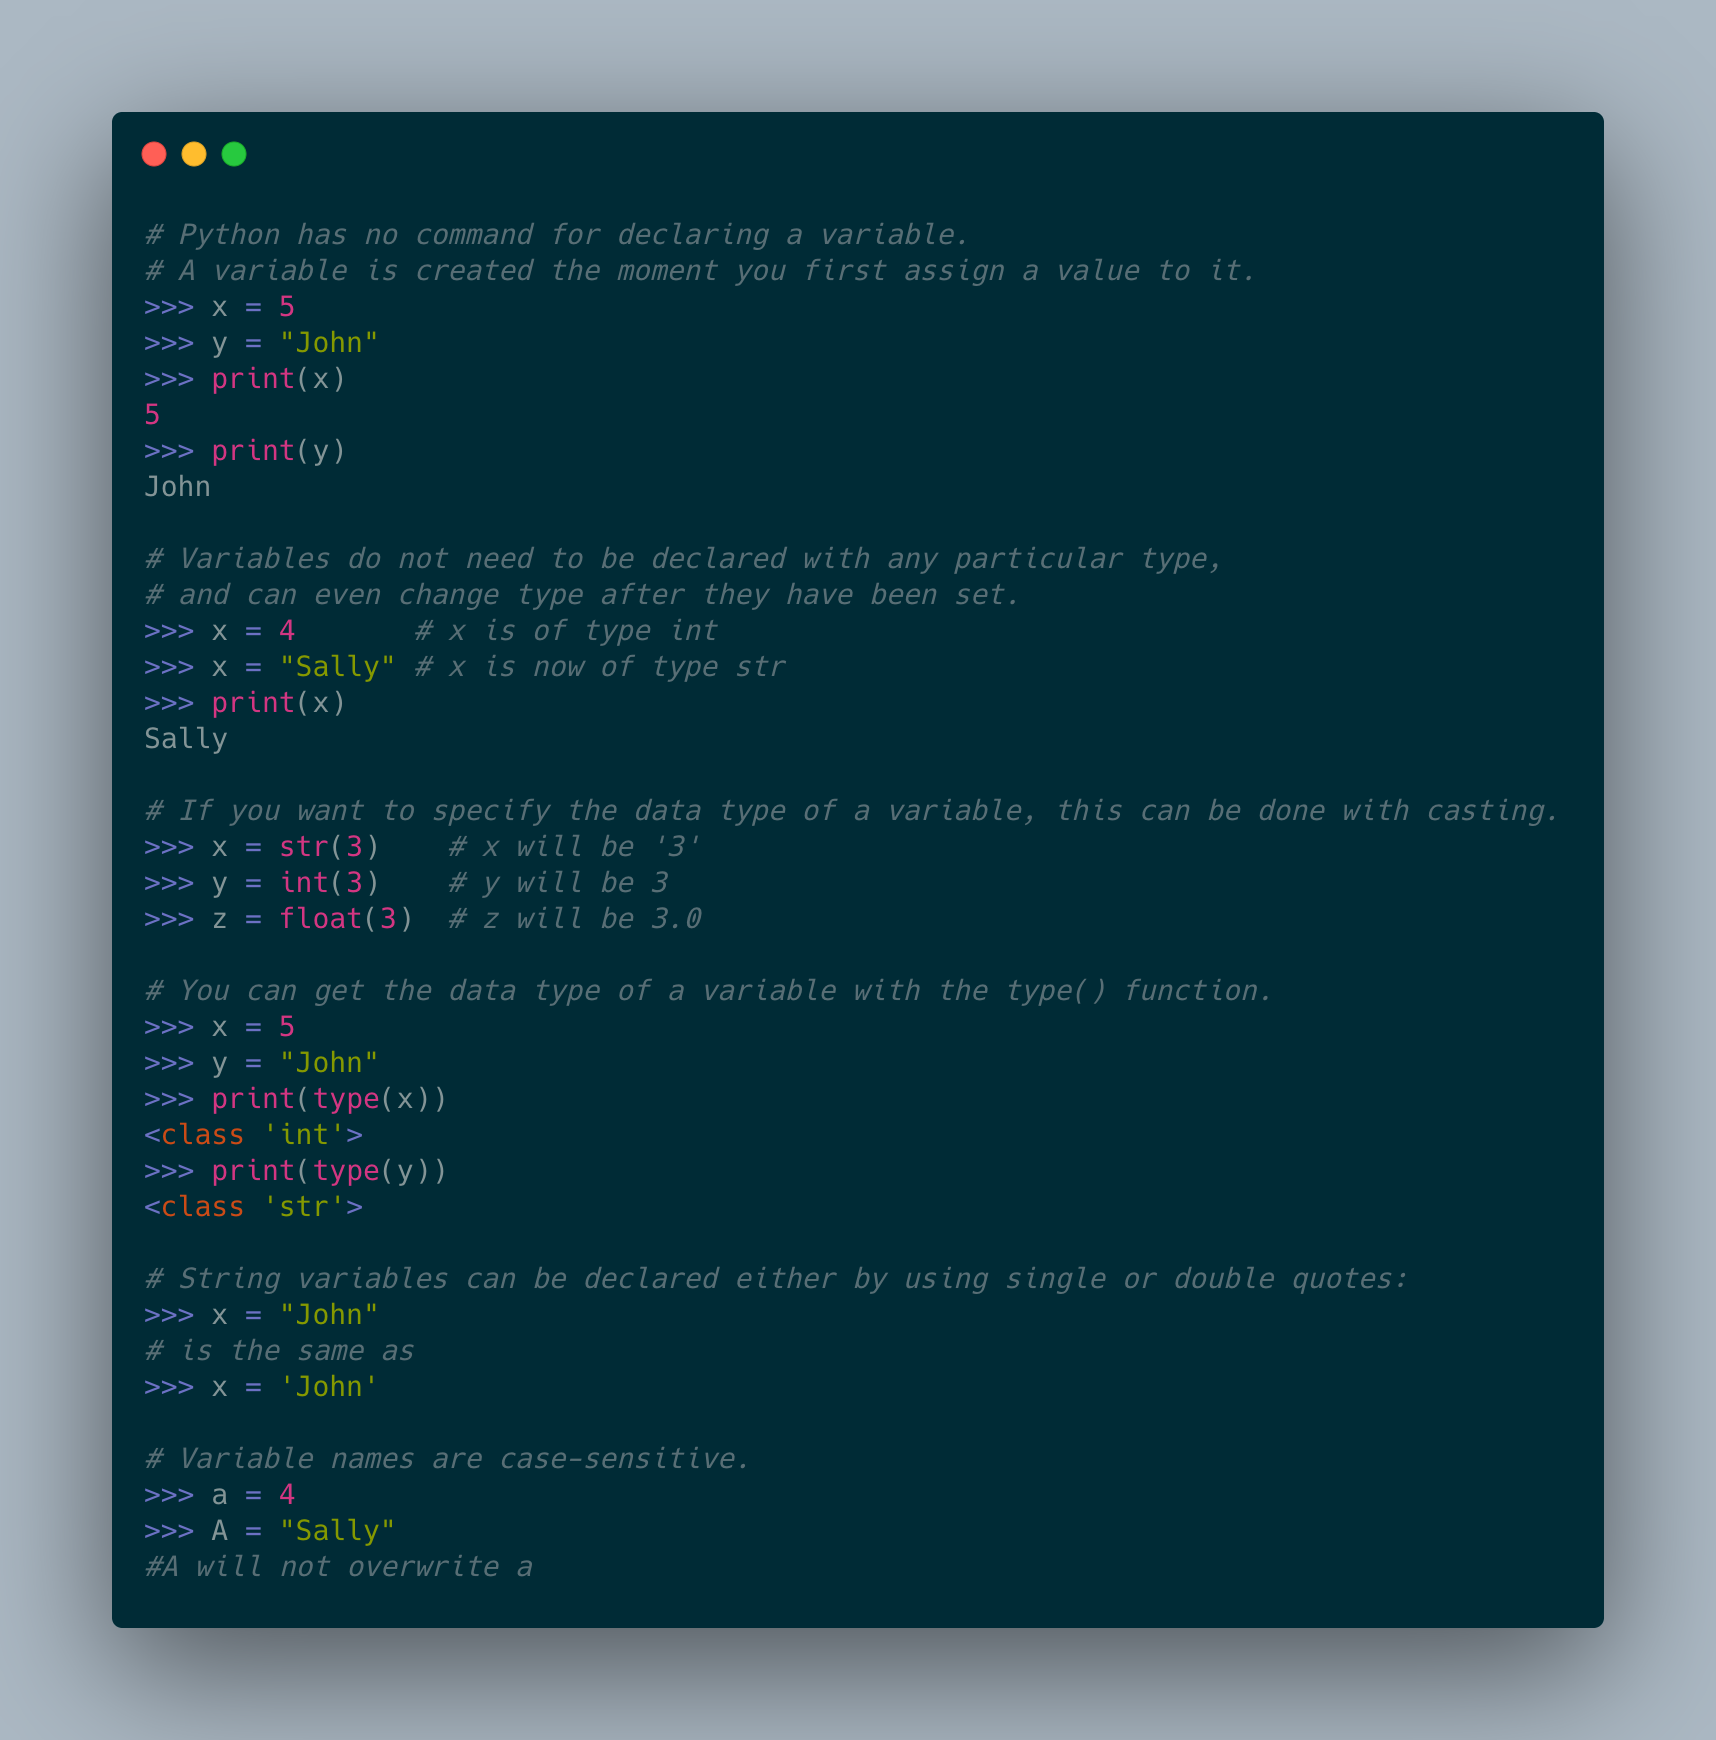 # Python has no command for declaring a variable.
# A variable is created the moment you first assign a value to it.
>>> x = 5
>>> y = "John"
>>> print(x)
5
>>> print(y)
John

# Variables do not need to be declared with any particular type,
# and can even change type after they have been set.
>>> x = 4       # x is of type int
>>> x = "Sally" # x is now of type str
>>> print(x)
Sally

# If you want to specify the data type of a variable, this can be done with casting.
>>> x = str(3)    # x will be '3'
>>> y = int(3)    # y will be 3
>>> z = float(3)  # z will be 3.0

# You can get the data type of a variable with the type() function.
>>> x = 5
>>> y = "John"
>>> print(type(x))
<class 'int'>
>>> print(type(y))
<class 'str'>

# String variables can be declared either by using single or double quotes:
>>> x = "John"
# is the same as
>>> x = 'John'

# Variable names are case-sensitive.
>>> a = 4
>>> A = "Sally"
#A will not overwrite a